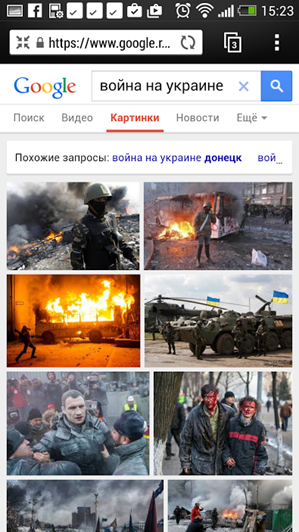 15:23
https://www.google.r...
3
Google
война на украине
Поиск Видео Картинки Новости Ещё
Похожие запросы: война на украине донецк вой...